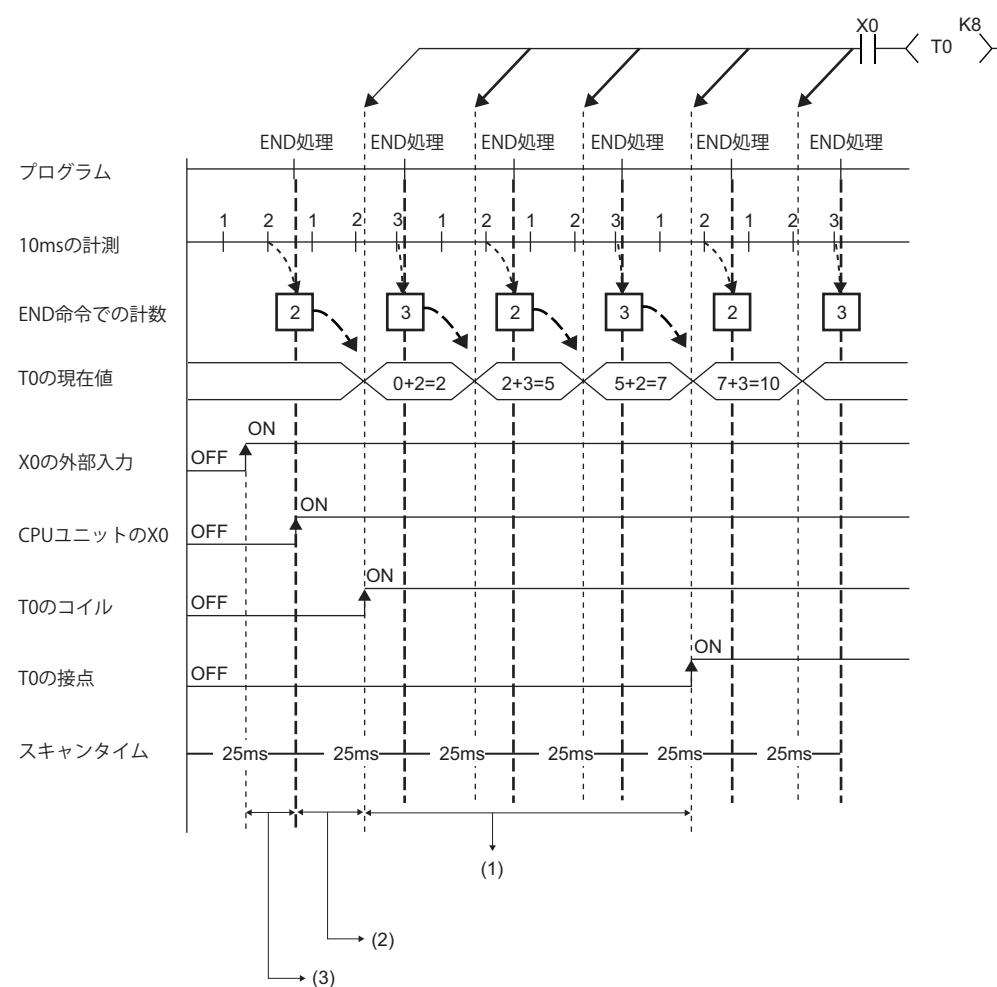 X0
K8
T0
END処理 END処理 END処理 END処理 END処理 END処理
プログラム
10msの計測
1 2 1 2 3 1 2 1 2 3 1 2 1 2 3
END命令での計数
2 3 2 3 2 3
T0の現在値
0+2=2 2+3=5 5+2=7 7+3=10
X0の外部入力
OFF
ON
CPUユニットのX0
OFF
ON
T0のコイル
OFF
ON
T0の接点
OFF
ON
スキャンタイム
25ms 25ms 25ms 25ms 25ms 25ms
(1)
(2)
(3)